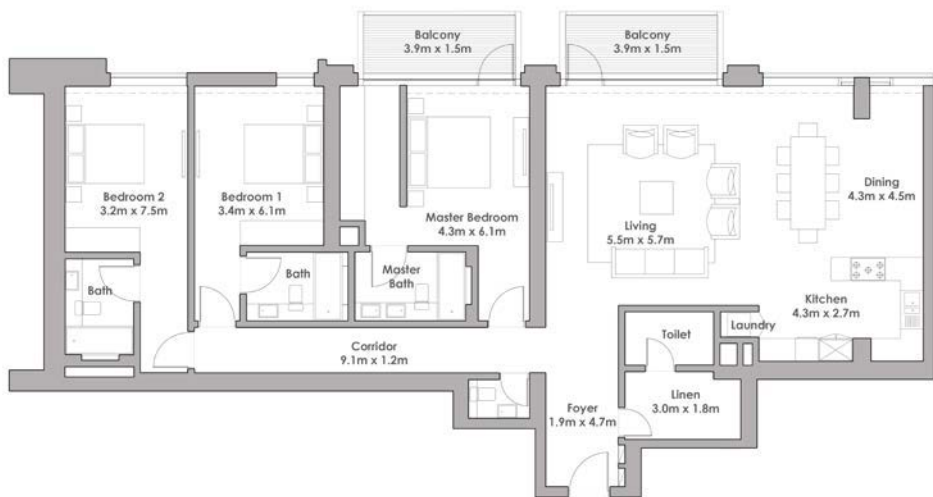 Balcony
3.9m x 1.5m
Balcony
3.9m x 1.5m
Bedroom 2
3.2m x 7.5m
Bedroom 1
3.4m x 6.1m
Master Bedroom
4.3m x 6.1m
Living
5.5m x 5.7m
Dining
4.3m x 4.5m
Bath
Bath
Master
Bath
Kitchen
4.3m x 2.7m
Laundry
Toilet
Corridor
9.1m x 1.2m
Foyer
1.9m x 4.7m
Linen
3.0m x 1.8m